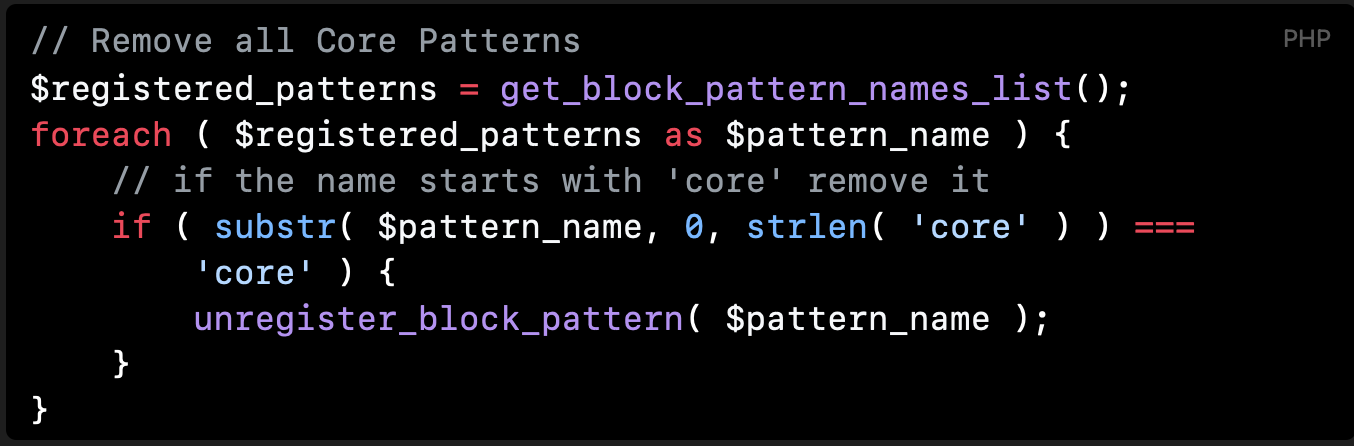 // Remove all Core Patterns
PHP
$registered_patterns = get_block_pattern_names_list();
foreach ( $registered_patterns as $pattern_name ) {
    // if the name starts with 'core' remove it
    if ( substr( $pattern_name, 0, strlen( 'core' ) ) ===
        'core' ) {
        unregister_block_pattern( $pattern_name );
    }
}